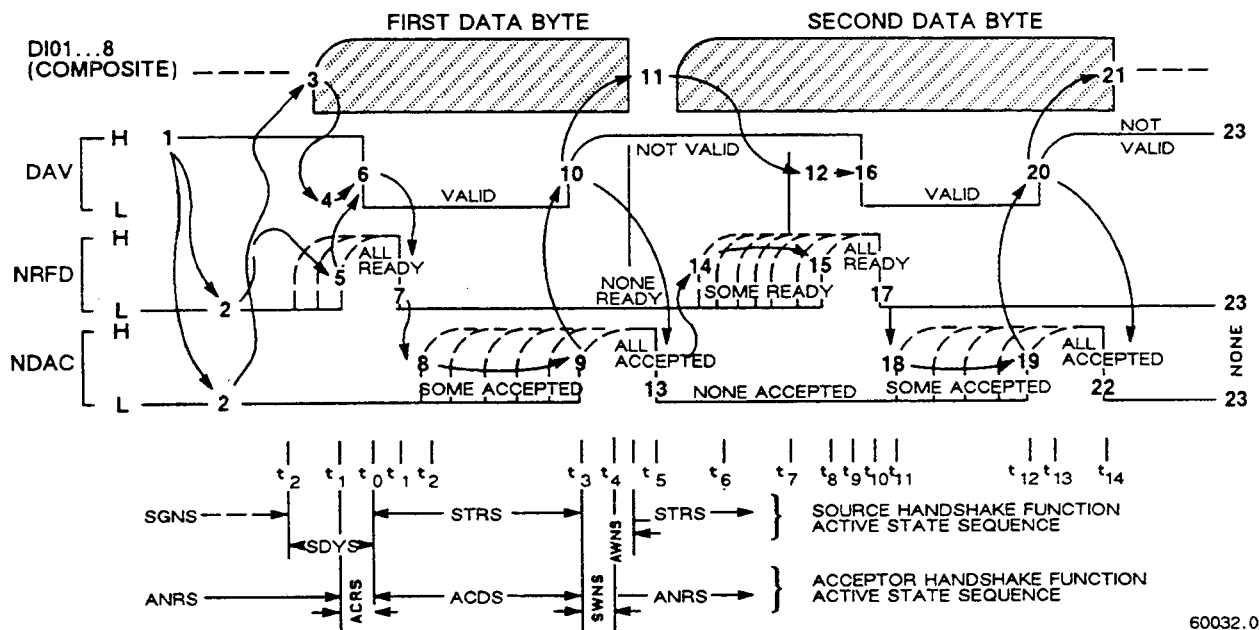 FIRST DATA BYTE
SECOND DATA BYTE
DI01...8
(COMPOSITE)
3
11
21
DAV
H
L
1
4
6
VALID
10
NOT VALID
12
16
VALID
20
NOT
VALID
23
NRFD
H
L
2
5
ALL
READY
7
NONE
READY
14
SOME READY
15
ALL
READY
17
23
NDAC
H
L
2
8
SOME ACCEPTED
9
ALL
ACCEPTED
13
NONE ACCEPTED
18
SOME ACCEPTED
19
ALL
ACCEPTED
22
NONE
23
t2 t1 t0 t1 t2 t3 t4 t5 t6 t7 t8 t9 t10 t11 t12 t13 t14
SGNS
SDYS
STRS
AWNS
STRS
SOURCE HANDSHAKE FUNCTION
ACTIVE STATE SEQUENCE
ANRS
ACRS
ACDS
SWNS
ANRS
ACCEPTOR HANDSHAKE FUNCTION
ACTIVE STATE SEQUENCE
60032.0